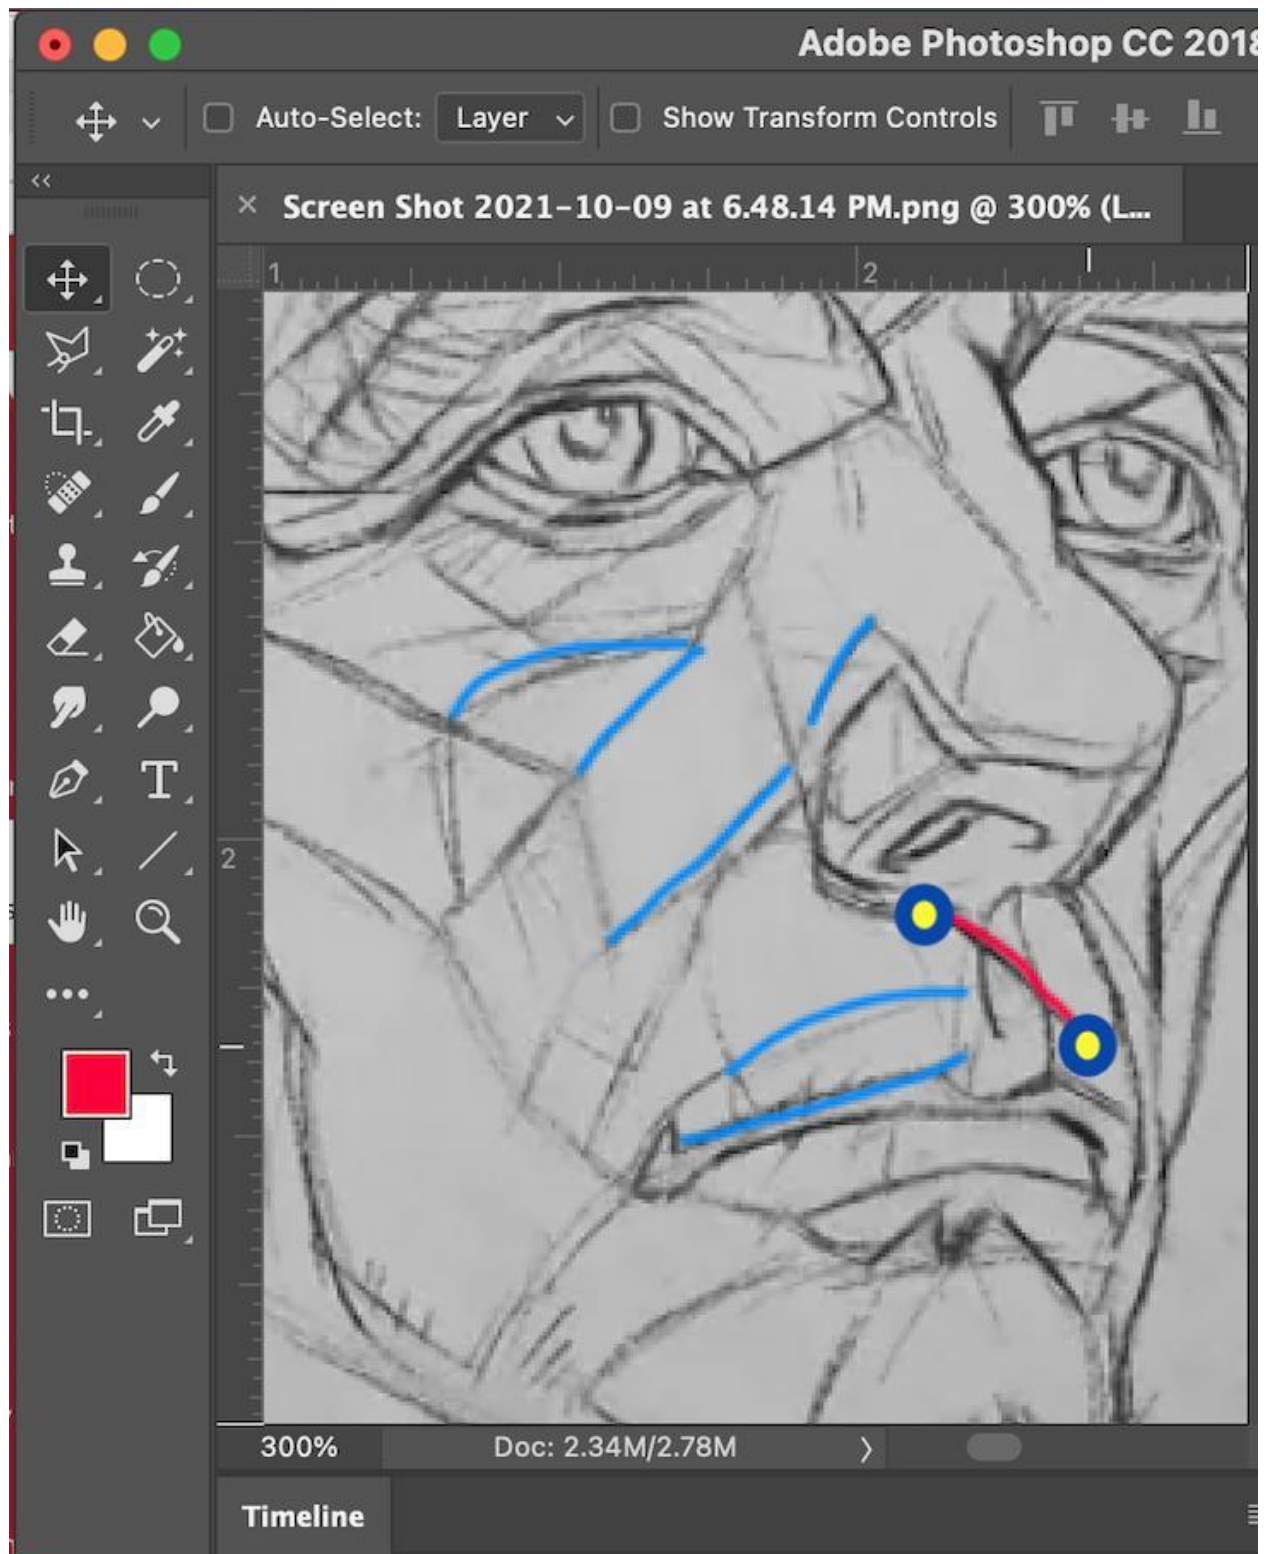 Adobe Photoshop CC 2018
Auto-Select: Layer Show Transform Controls
<<
× Screen Shot 2021-10-09 at 6.48.14 PM.png @ 300% (L...
1 2
T
2
300% Doc: 2.34M/2.78M
Timeline